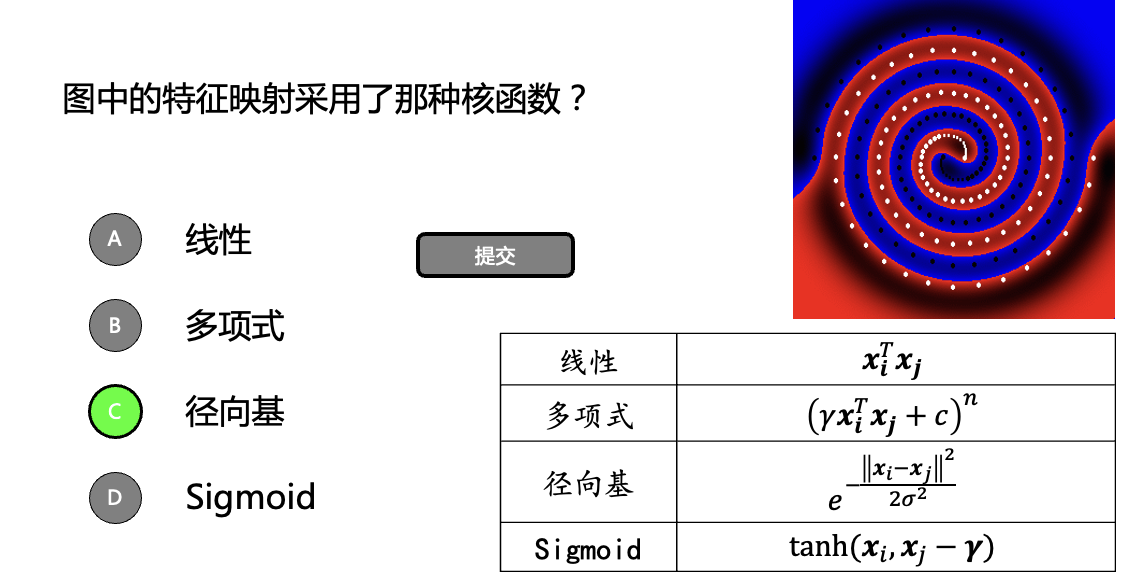 图中的特征映射采用了那种核函数？
A 线性
B 多项式
C 径向基
D Sigmoid
提交
线性 $\boldsymbol{x}_i^T \boldsymbol{x}_j$
多项式 $(\gamma \boldsymbol{x}_i^T \boldsymbol{x}_j + c)^n$
径向基 $e^{-\frac{\|\boldsymbol{x}_i - \boldsymbol{x}_j\|^2}{2\sigma^2}}$
Sigmoid $\tanh(\boldsymbol{x}_i, \boldsymbol{x}_j - \boldsymbol{\gamma})$